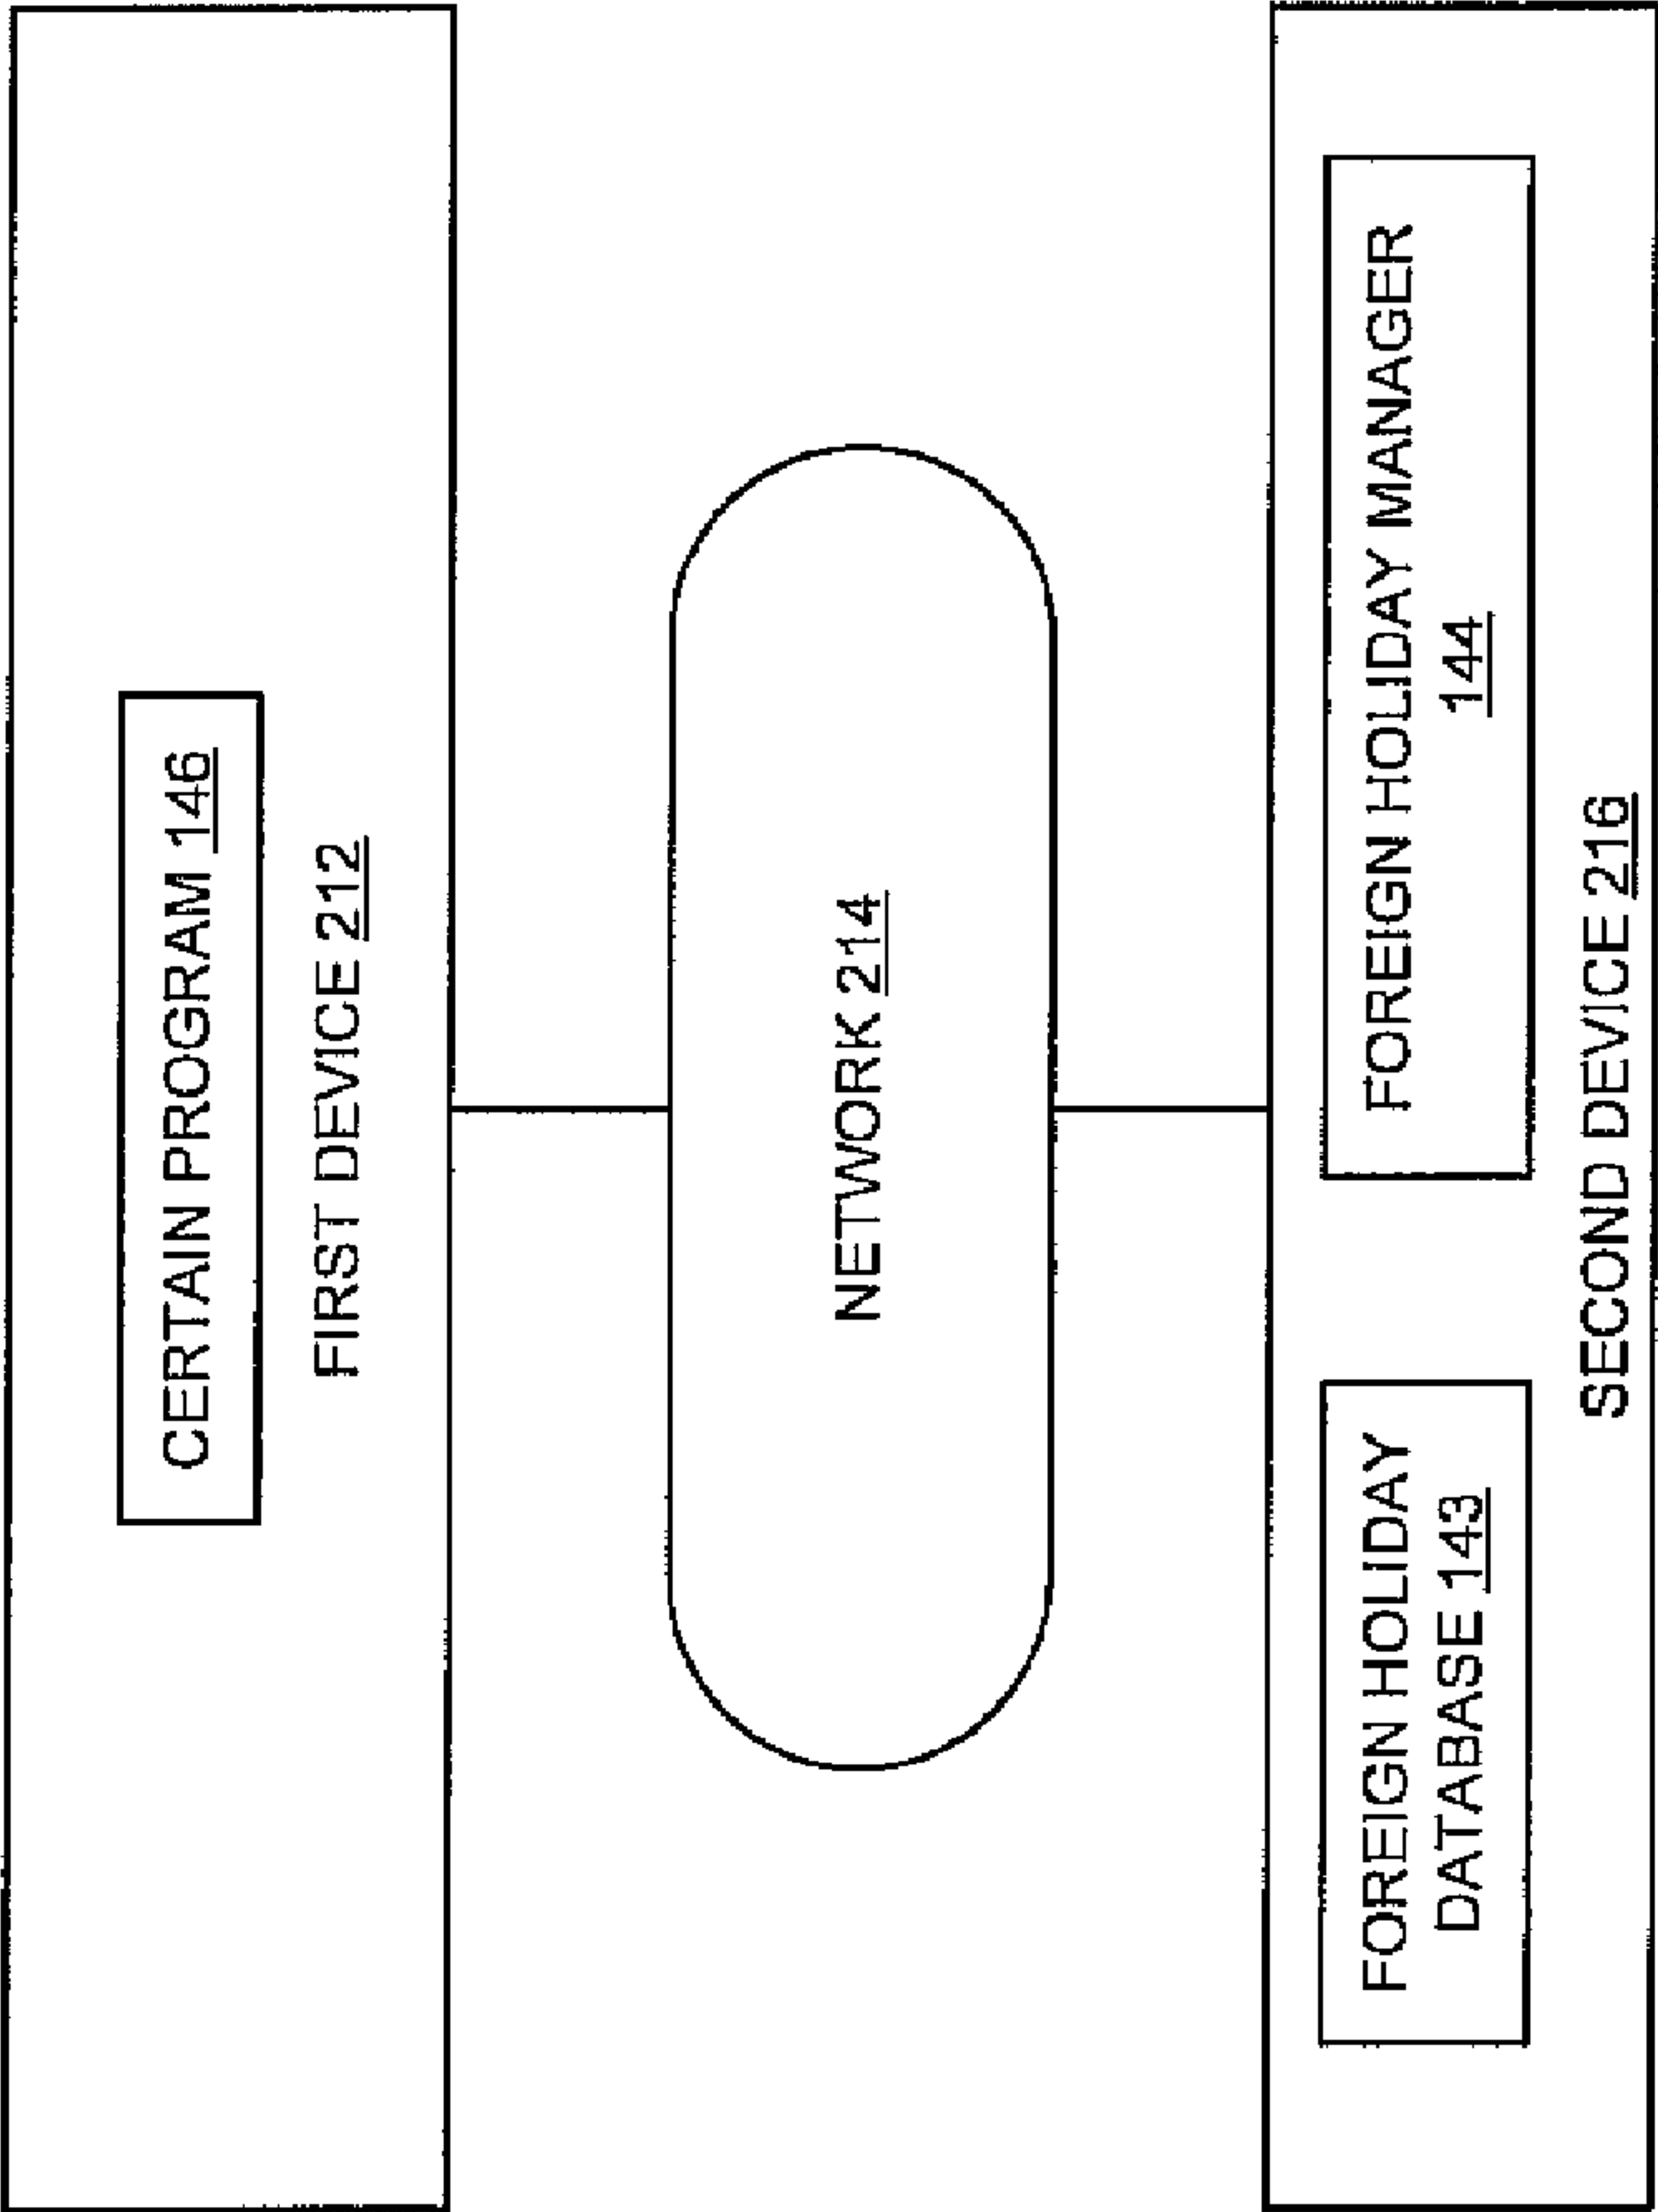 CERTAIN PROGRAM 146
FIRST DEVICE 212
NETWORK 214
FOREIGN HOLIDAY
DATABASE 143
FOREIGN HOLIDAY MANAGER
144
SECOND DEVICE 216